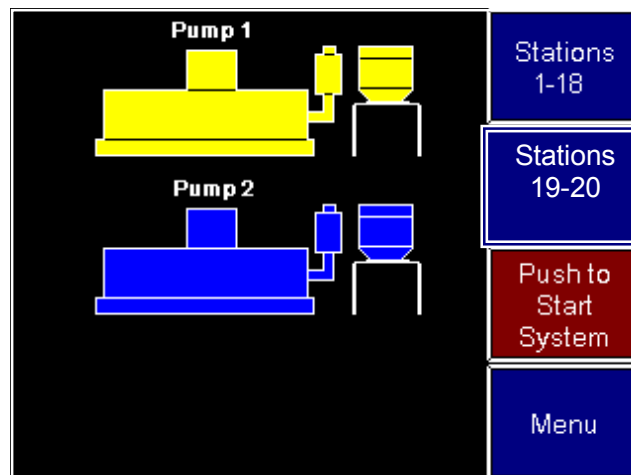 Pump 1
Pump 2
Stations
1-18
Stations
19-20
Push to
Start
System
Menu